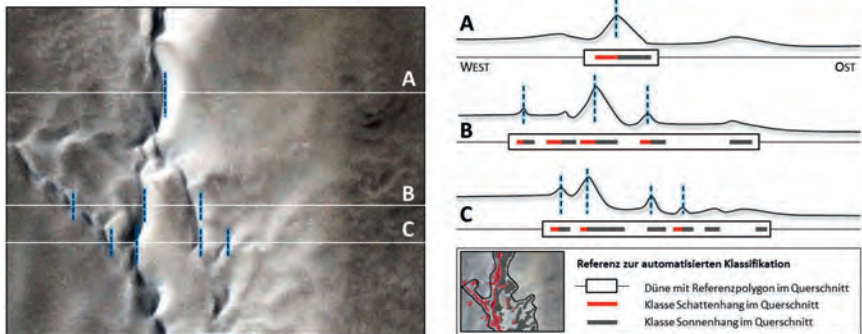 A
B
C
A
WEST
OST
B
C
Referenz zur automatisierten Klassifikation
Düne mit Referenzpolygon im Querschnitt
Klasse Schattenhang im Querschnitt
Klasse Sonnenhang im Querschnitt